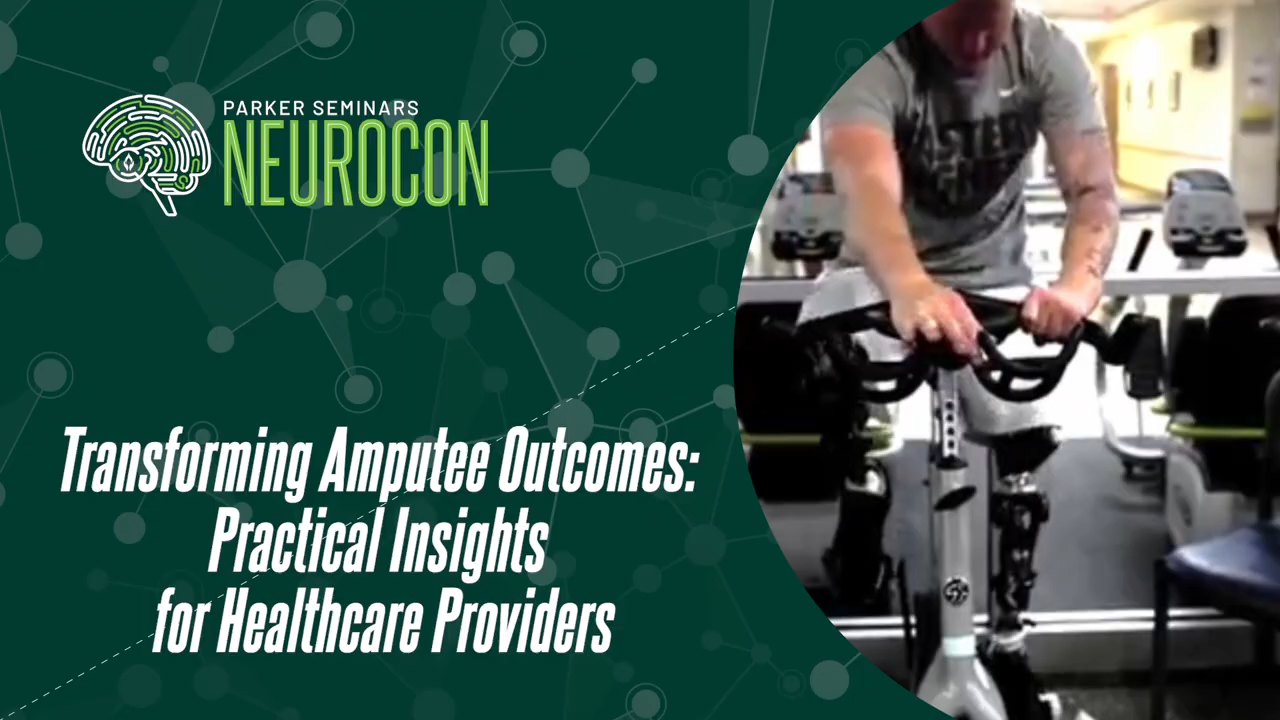 PARKER SEMINARS
NEUROCON
Transforming Amputee Outcomes:
Practical Insights
for Healthcare Providers